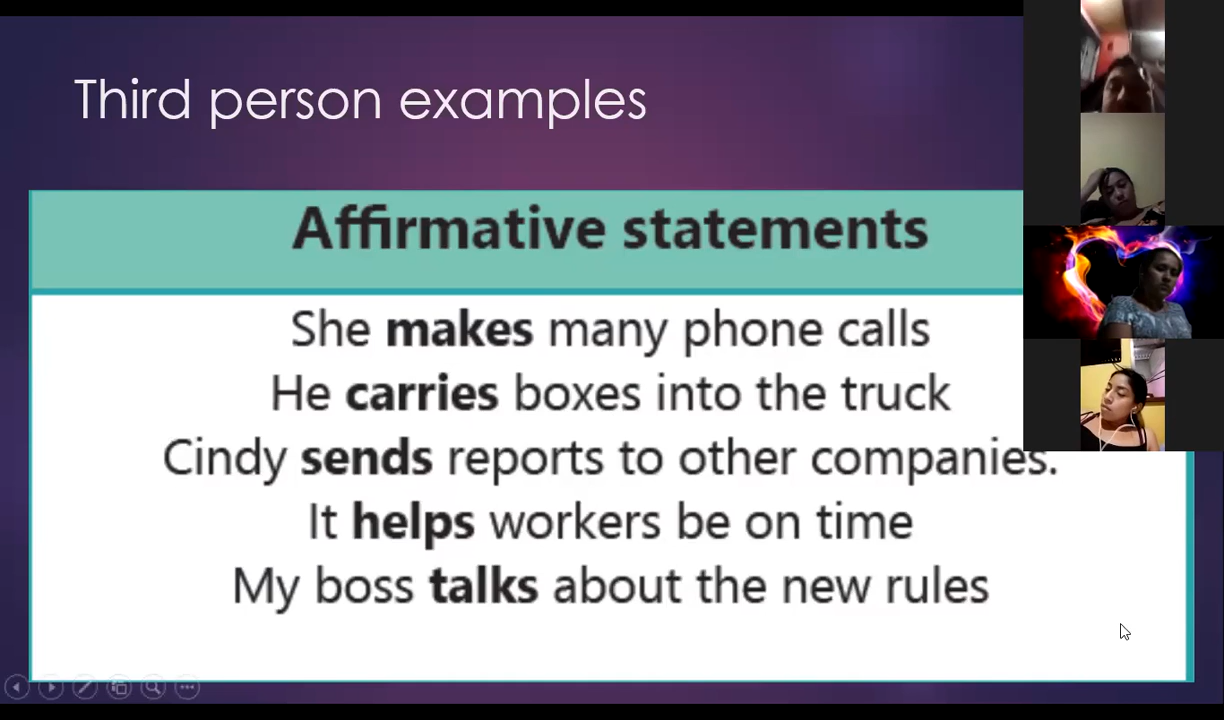 Third person examples
Affirmative statements
She makes many phone calls
He carries boxes into the truck
Cindy sends reports to other companies.
It helps workers be on time
My boss talks about the new rules